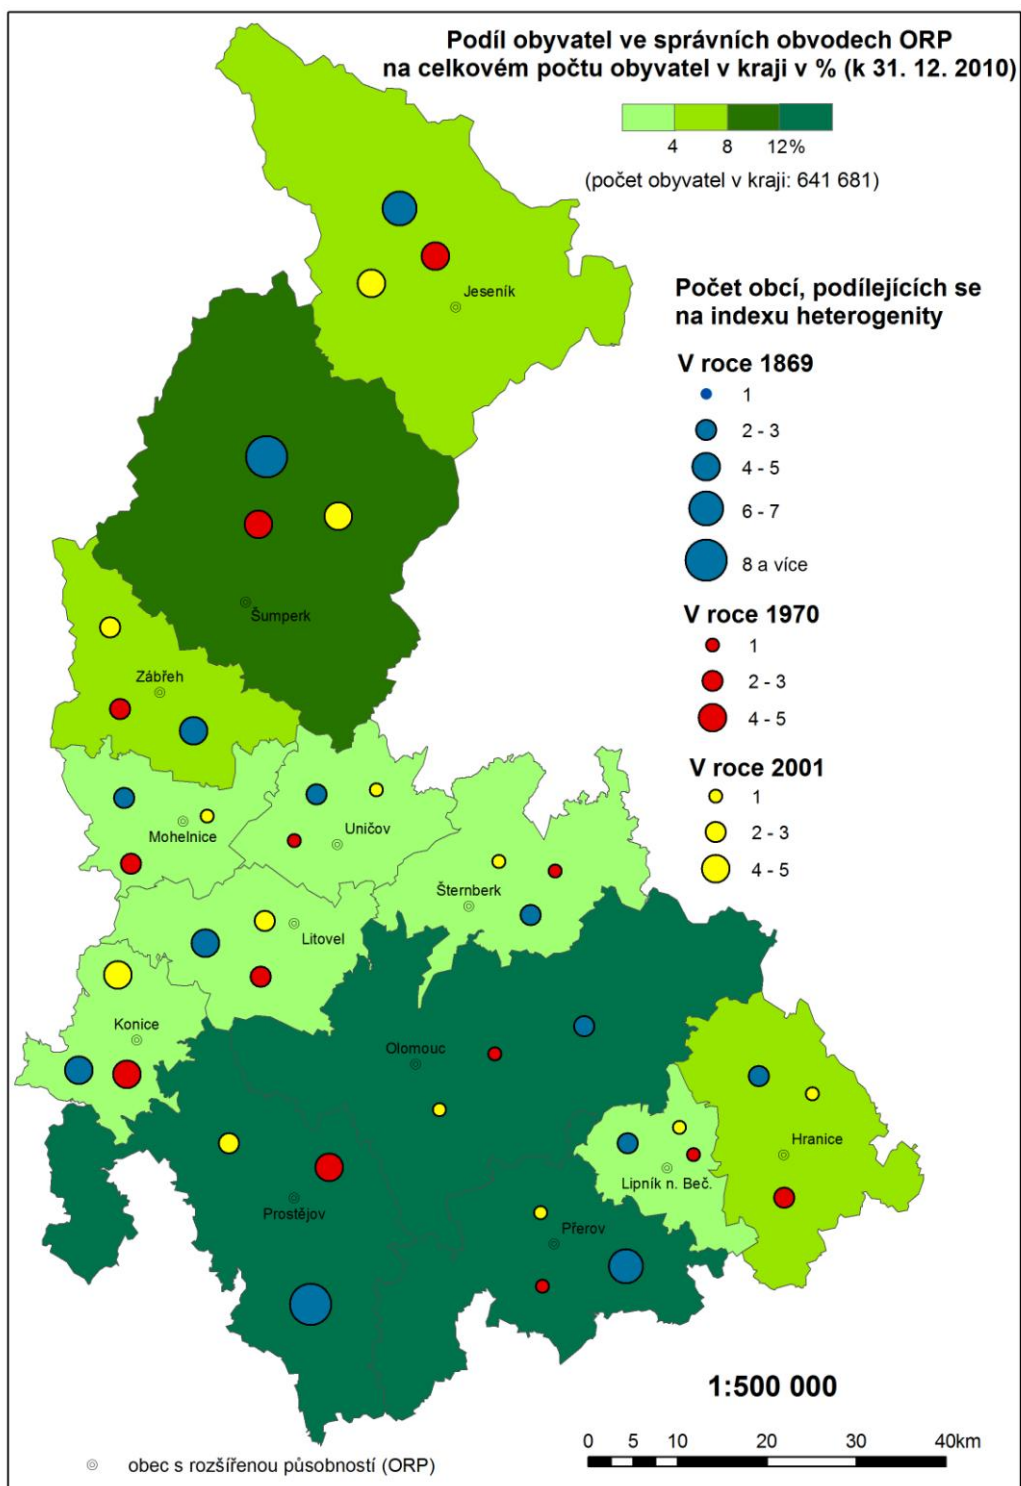 Podíl obyvatel ve správních obvodech ORP
na celkovém počtu obyvatel v kraji v % (k 31. 12. 2010)
4 8 12%
(počet obyvatel v kraji: 641 681)
Jeseník
Počet obcí, podílejících se
na indexu heterogenity
V roce 1869
1
2 - 3
4 - 5
6 - 7
8 a více
V roce 1970
1
2 - 3
4 - 5
V roce 2001
1
2 - 3
4 - 5
Šumperk
Zábřeh
Mohelnice
Uničov
Šternberk
Litovel
Konice
Olomouc
Hranice
Lipník n. Beč.
Prostějov
Přerov
1:500 000
0 5 10 20 30 40km
obec s rozšířenou působností (ORP)